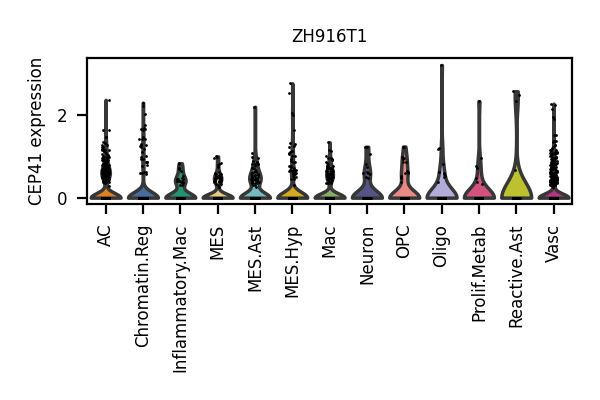 ZH916T1
CEP41 expression
2
0
AC
Chromatin.Reg
Inflammatory.Mac
MES
MES.Ast
MES.Hyp
Mac
Neuron
OPC
Oligo
Prolif.Metab
Reactive.Ast
Vasc